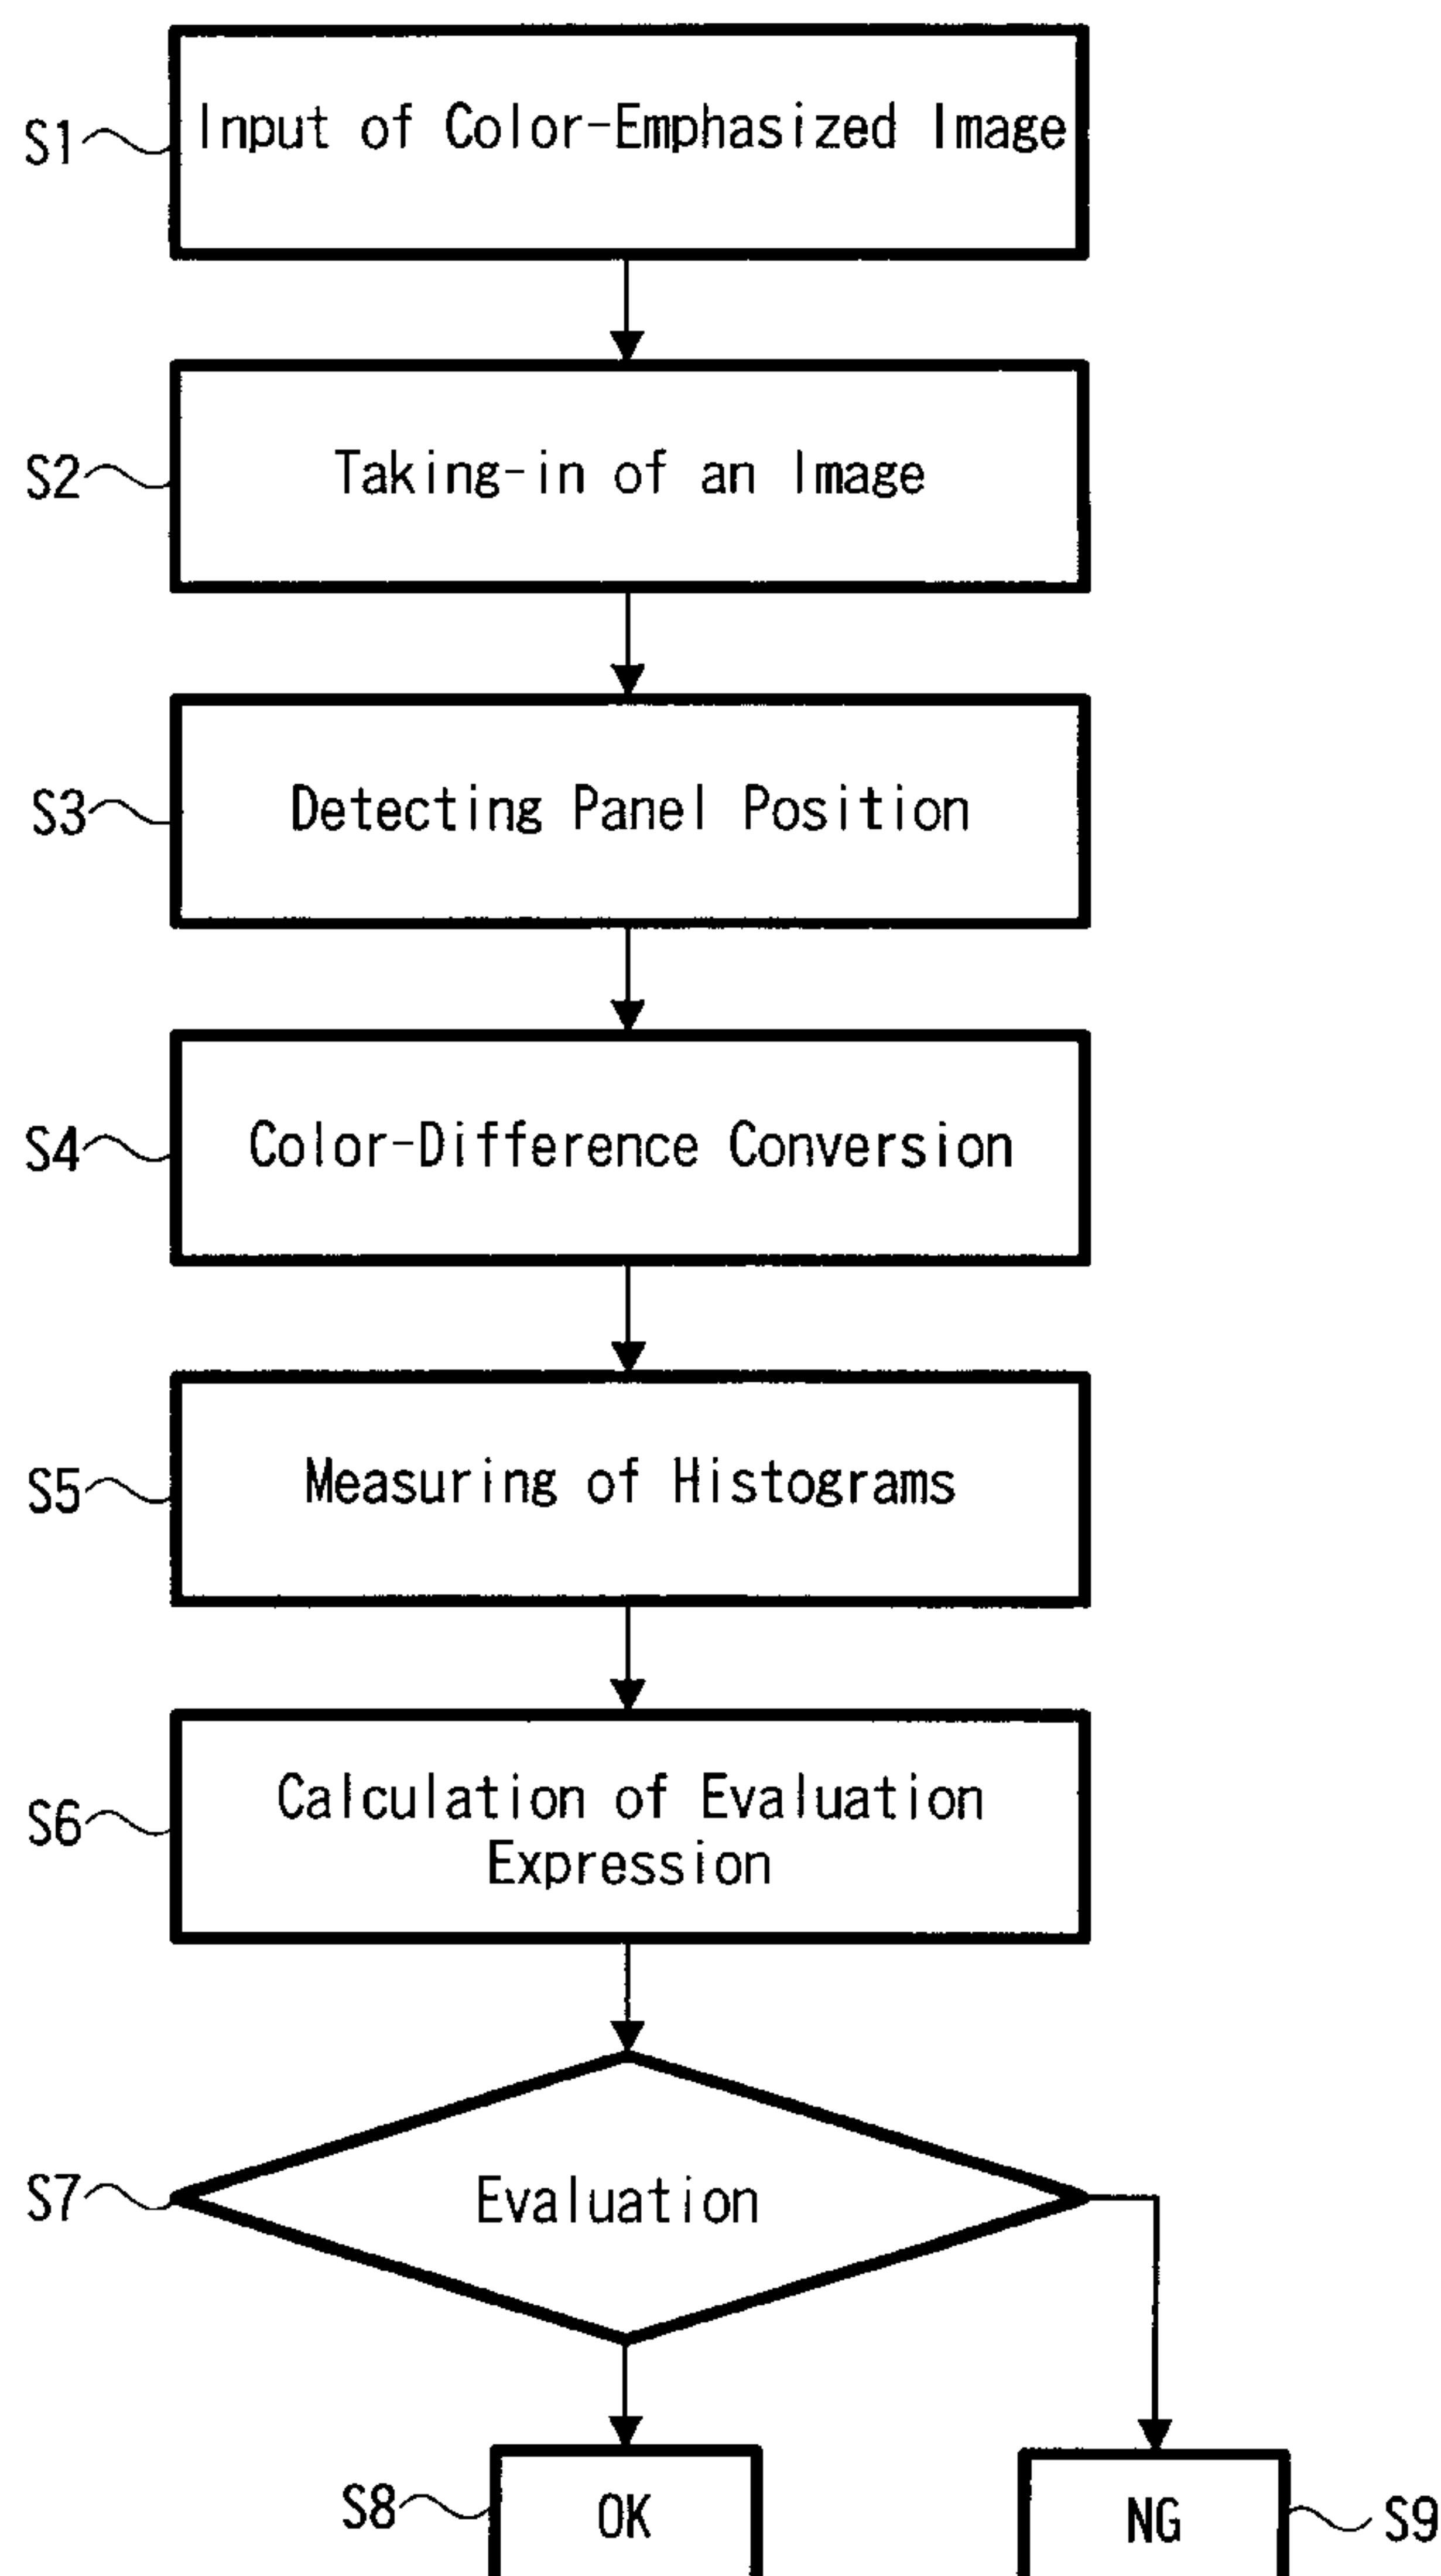 S1 Input of Color-Emphasized Image
S2 Taking-in of an Image
S3 Detecting Panel Position
S4 Color-Difference Conversion
S5 Measuring of Histograms
S6 Calculation of Evaluation
Expression
S7 Evaluation
S8 OK NG S9